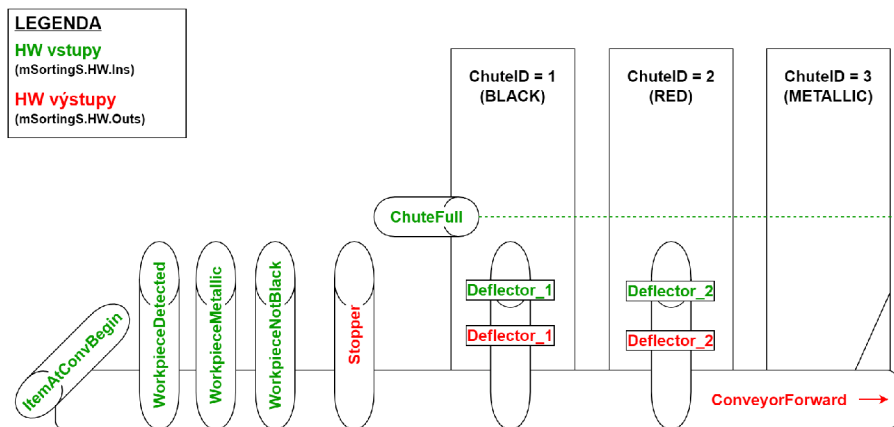 LEGENDA
HW vstupy
(mSortingS.HW.Ins)
HW výstupy
(mSortingS.HW.Outs)
ChuteID = 1
(BLACK)
ChuteID = 2
(RED)
ChuteID = 3
(METALLIC)
ChuteFull
ItemAtConvBegin
WorkpieceDetected
WorkpieceMetallic
WorkpieceNotBlack
Stopper
Deflector_1
Deflector_2
Deflector_1
Deflector_2
ConveyorForward